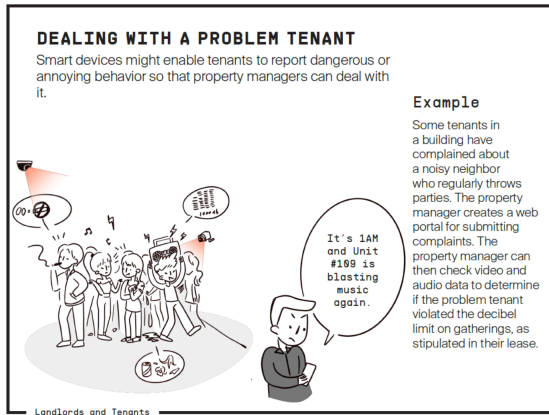 DEALING WITH A PROBLEM TENANT
Smart devices might enable tenants to report dangerous or
annoying behavior so that property managers can deal with
it.
Example
Some tenants in
a building have
complained about
a noisy neighbor
who regularly throws
parties. The property
manager creates a web
portal for submitting
complaints. The
property manager can
then check video and
audio data to determine
if the problem tenant
violated the decibel
limit on gatherings, as
stipulated in their lease.
It's 1AM and
Unit
#109 is
blasting
music
again.
Landlords and Tenants